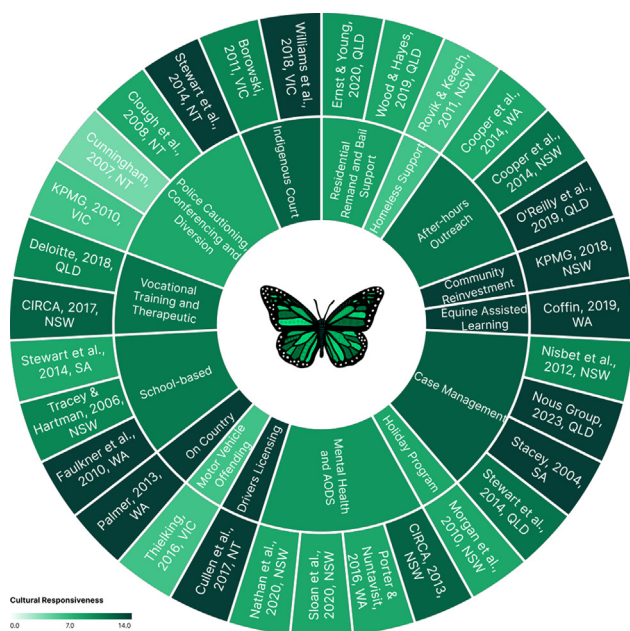 Ernst & Young,
2020, QLD
Wood & Hayes,
2019, QLD
Rovik & Keech,
2011, NSW
Cooper et al.,
2014, WA
Cooper et al.,
2014, NSW
O'Reilly et al.,
2019, QLD
KPMG, 2018,
NSW
Coffin, 2019,
WA
Nisbet et al.,
2012, NSW
Nous Group,
2023, QLD
Stacey, 2004,
SA
Stewart et al.,
2014, QLD
Morgan et al.,
2010, NSW
CIRCA, 2013,
NSW
Porter &
Nuntavisit,
2016, WA
Sloan et al.,
2020, NSW
Nathan et al.,
2020, NSW
Cullen et al.,
2017, NT
Thielking,
2016, VIC
Palmer, 2013,
WA
Faulkner et al.,
2010, WA
Tracey &
Hartman, 2006,
NSW
Stewart et al.,
2014, SA
CIRCA, 2017,
NSW
Deloitte, 2018,
QLD
KPMG, 2010,
VIC
Cunningham,
2007, NT
Clough et al.,
2008, NT
Stewart et al.,
2014, NT
Borowski,
2011, VIC
Williams et al.,
2018, VIC
Residential
Remand and Bail
Support
Homeless Support
After-hours
Outreach
Community
Reinvestment
Equine Assisted
Learning
Case Management
Holiday Program
Mental Health
and AODS
Drivers Licensing
Motor Vehicle
Offending
On Country
School-based
Vocational
Training and
Therapeutic
Police Cautioning,
Conferencing and
Diversion
Indigenous Court
Cultural Responsiveness
0.0 7.0 14.0